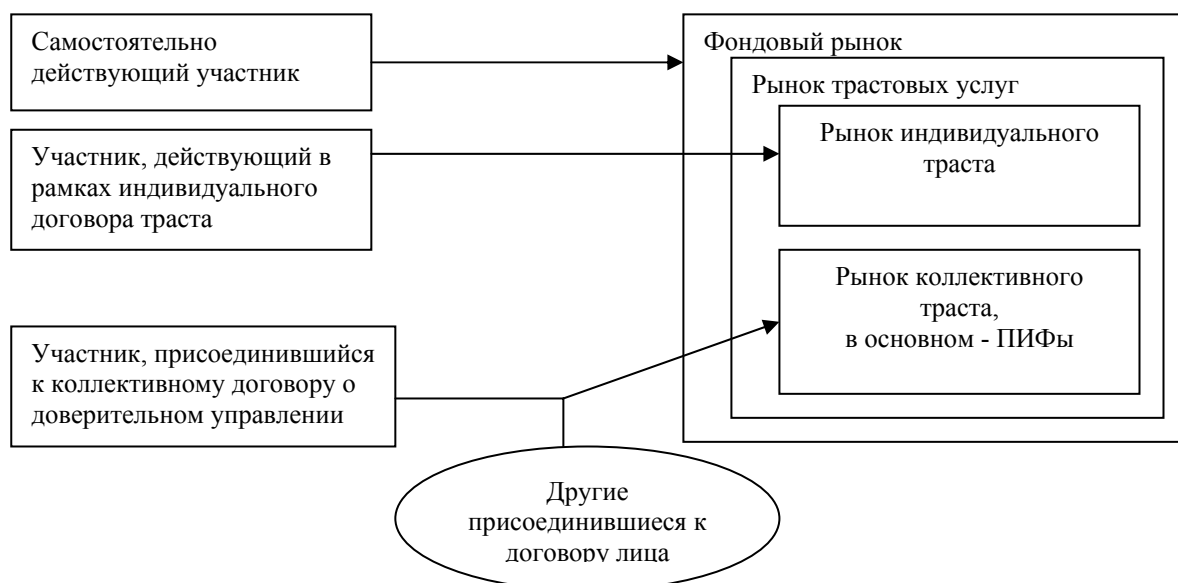 Самостоятельно
действующий участник
Участник, действующий в
рамках индивидуального
договора траста
Участник, присоединившийся
к коллективному договору о
доверительном управлении
Фондовый рынок
Рынок трастовых услуг
Рынок индивидуального
траста
Рынок коллективного
траста,
в основном - ПИФы
Другие
присоединившиеся к
договору лица